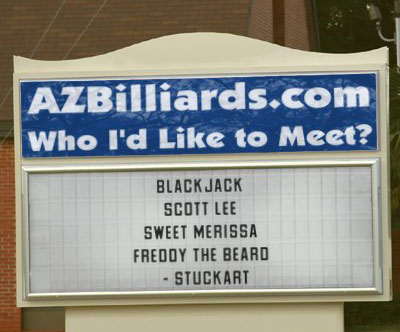 AZBilliards.com
Who I'd Like to Meet?
BLACKJACK
SCOTT LEE
SWEET MERISSA
FREDDY THE BEARD
- STUCKART